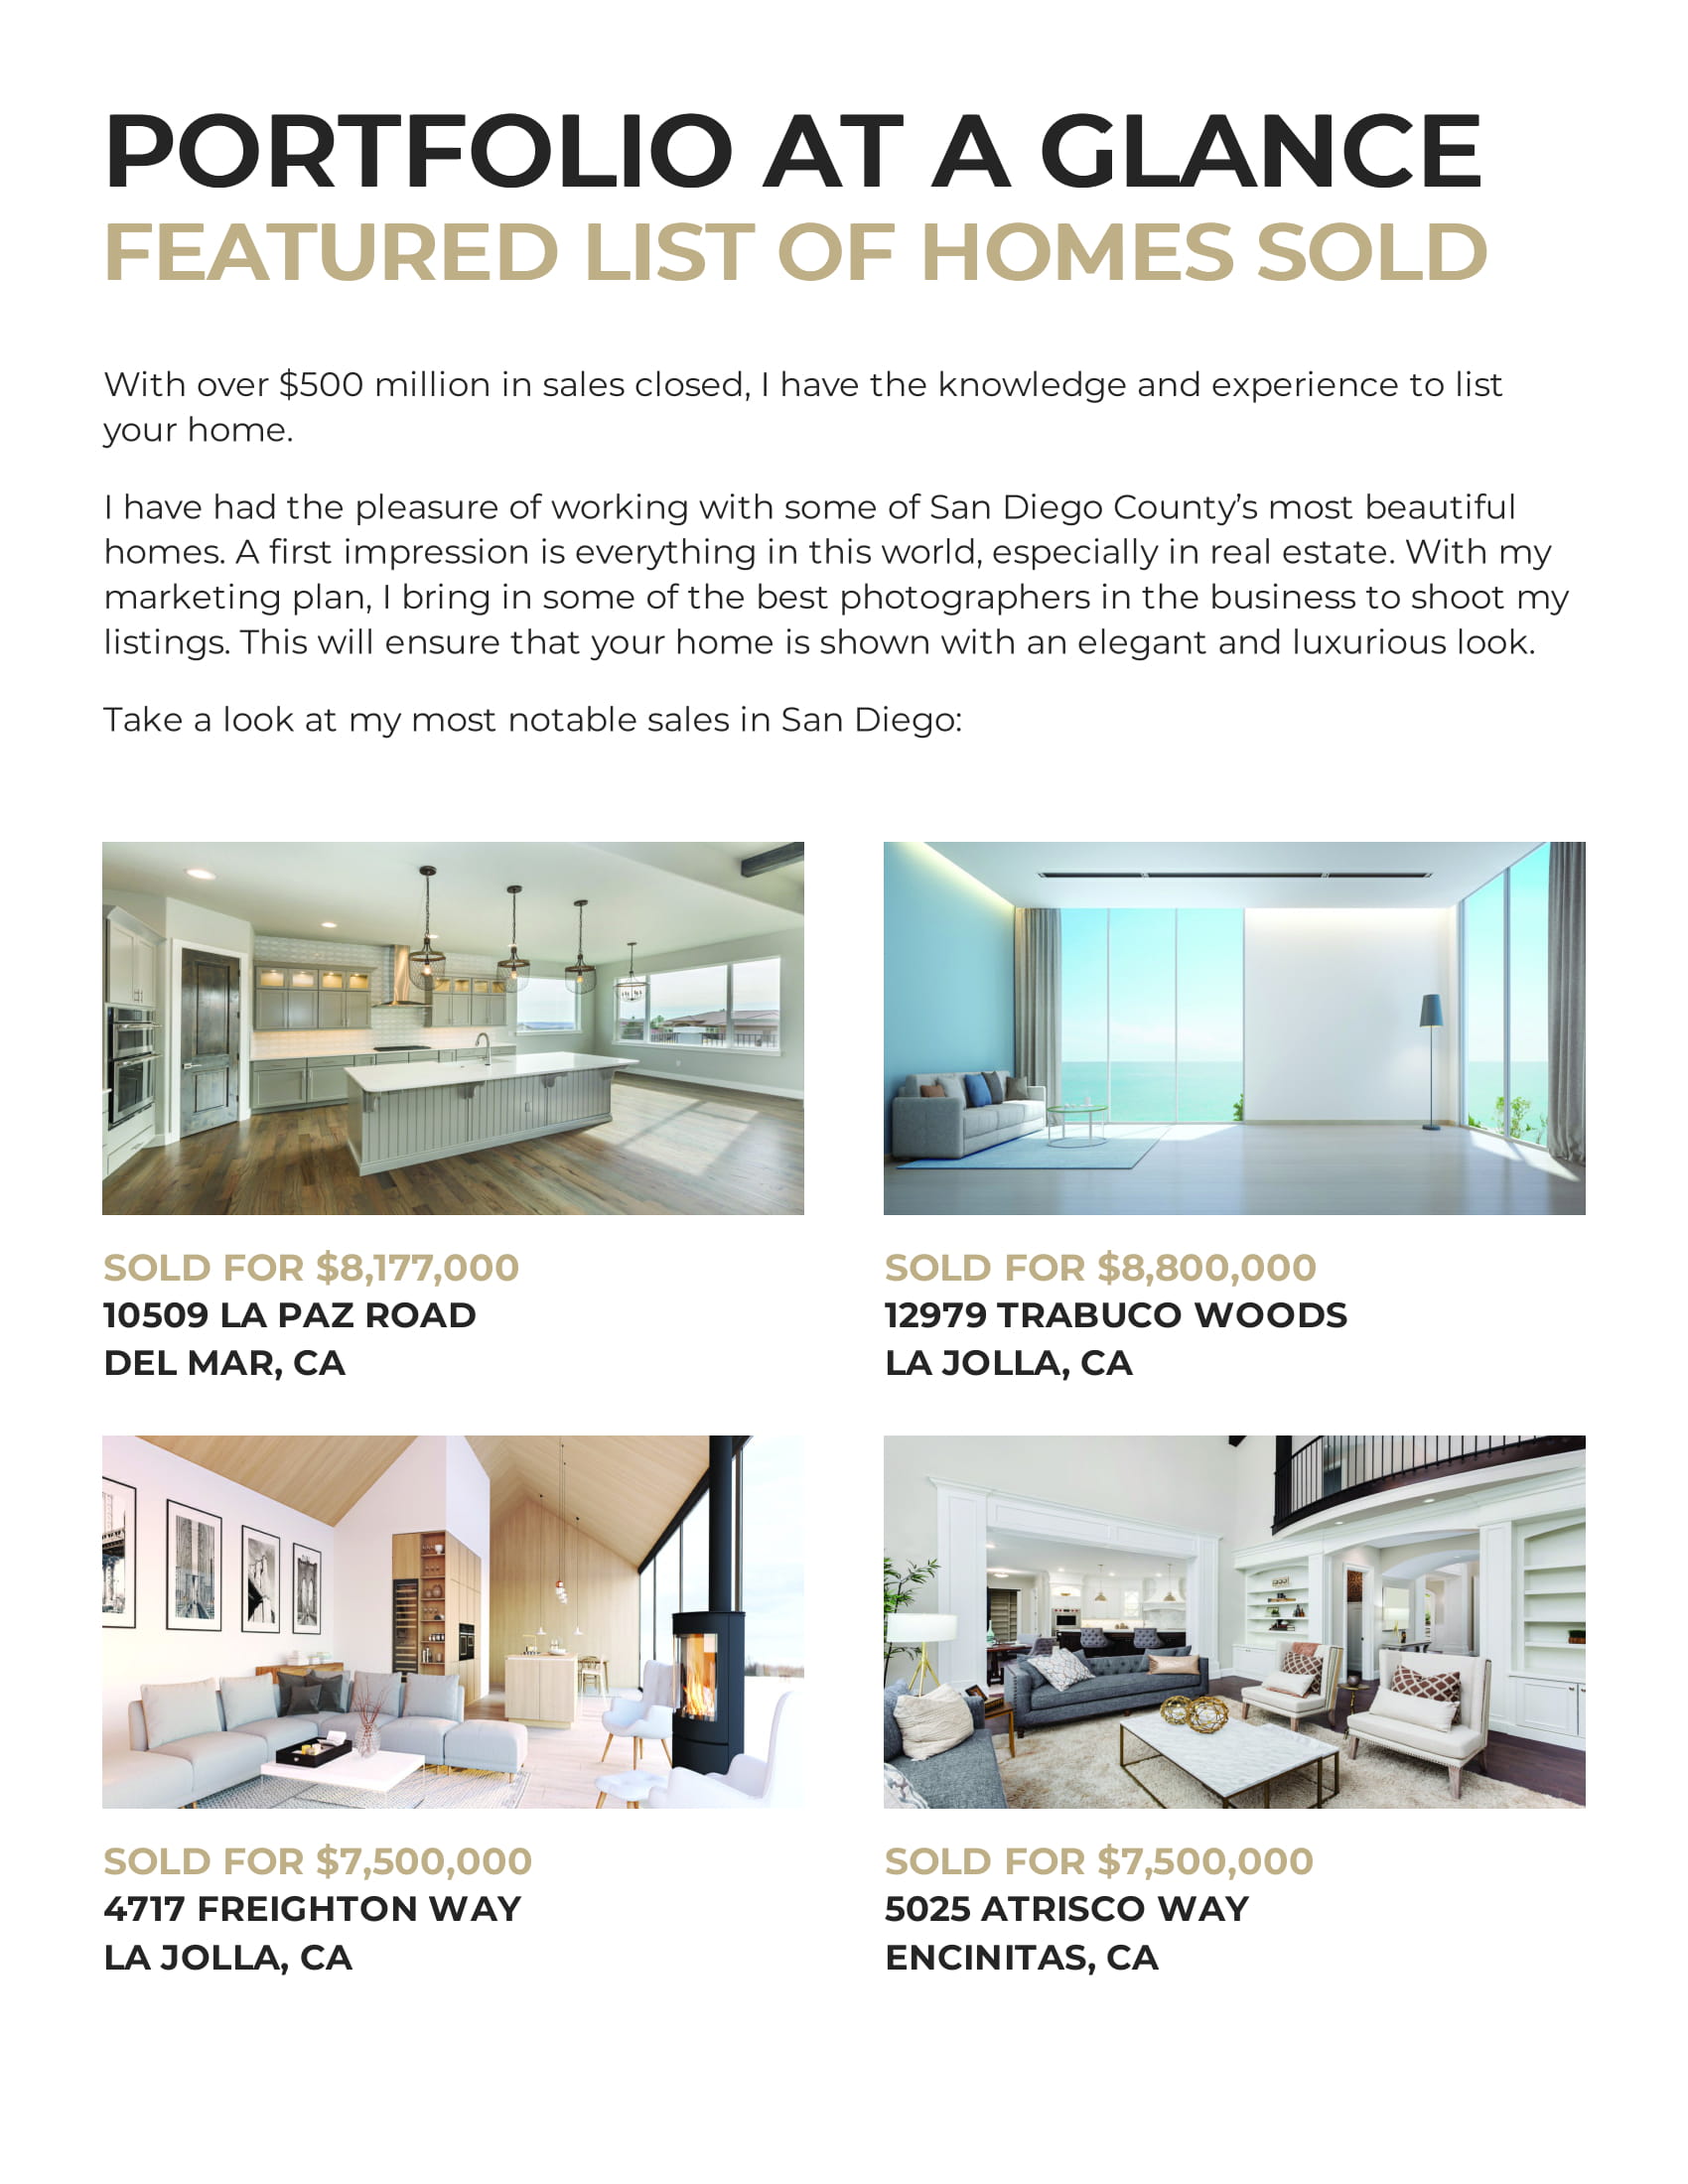 PORTFOLIO AT A GLANCE
FEATURED LIST OF HOMES SOLD
With over $500 million in sales closed, I have the knowledge and experience to list
your home.
I have had the pleasure of working with some of San Diego County’s most beautiful
homes. A first impression is everything in this world, especially in real estate. With my
marketing plan, I bring in some of the best photographers in the business to shoot my
listings. This will ensure that your home is shown with an elegant and luxurious look.
Take a look at my most notable sales in San Diego:
SOLD FOR $8,177,000
10509 LA PAZ ROAD
DEL MAR, CA
SOLD FOR $8,800,000
12979 TRABUCO WOODS
LA JOLLA, CA
SOLD FOR $7,500,000
4717 FREIGHTON WAY
LA JOLLA, CA
SOLD FOR $7,500,000
5025 ATRISCO WAY
ENCINITAS, CA